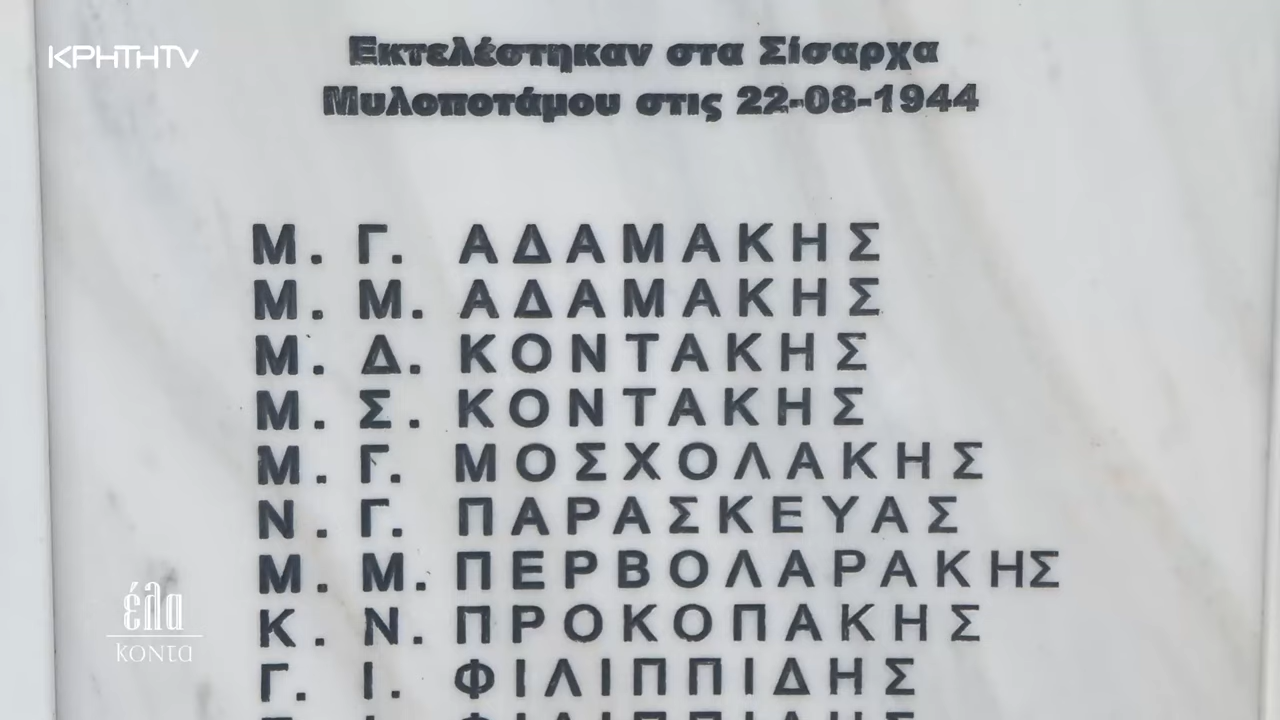 ΚΡΗΤΗTV
Εκτελέστηκαν στα Σίσαρχα
Μυλοποτάμου στις 22-08-1944
Μ. Γ. ΑΔΑΜΑΚΗΣ
Μ. Μ. ΑΔΑΜΑΚΗΣ
Μ. Δ. ΚΟΝΤΑΚΗΣ
Μ. Σ. ΚΟΝΤΑΚΗΣ
Μ. Γ. ΜΟΣΧΟΛΑΚΗΣ
Ν. Γ. ΠΑΡΑΣΚΕΥΑΣ
Μ. Μ. ΠΕΡΒΟΛΑΡΑΚΗΣ
Κ. Ν. ΠΡΟΚΟΠΑΚΗΣ
Γ. Ι. ΦΙΛΙΠΠΙΔΗΣ
έλα
κοντα